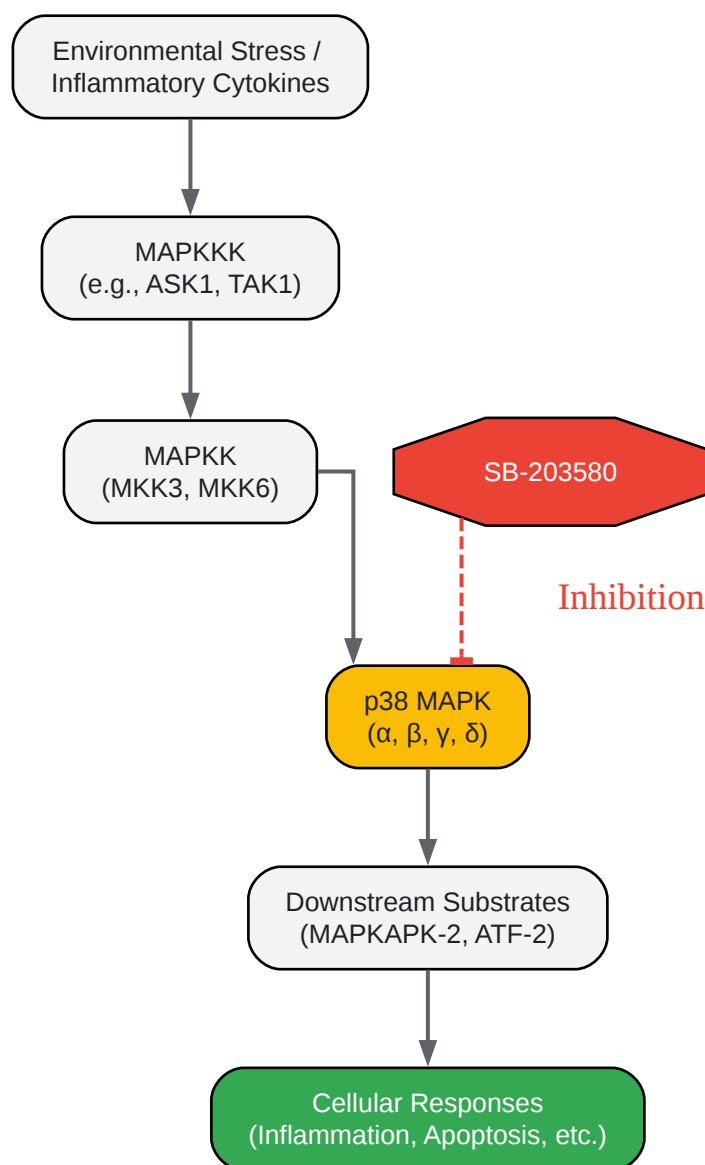 Environmental Stress /
Inflammatory Cytokines
MAPKKK
(e.g., ASK1, TAK1)
MAPKK
(MKK3, MKK6)
SB-203580
Inhibition
p38 MAPK
(α, β, γ, δ)
Downstream Substrates
(MAPKAPK-2, ATF-2)
Cellular Responses
(Inflammation, Apoptosis, etc.)